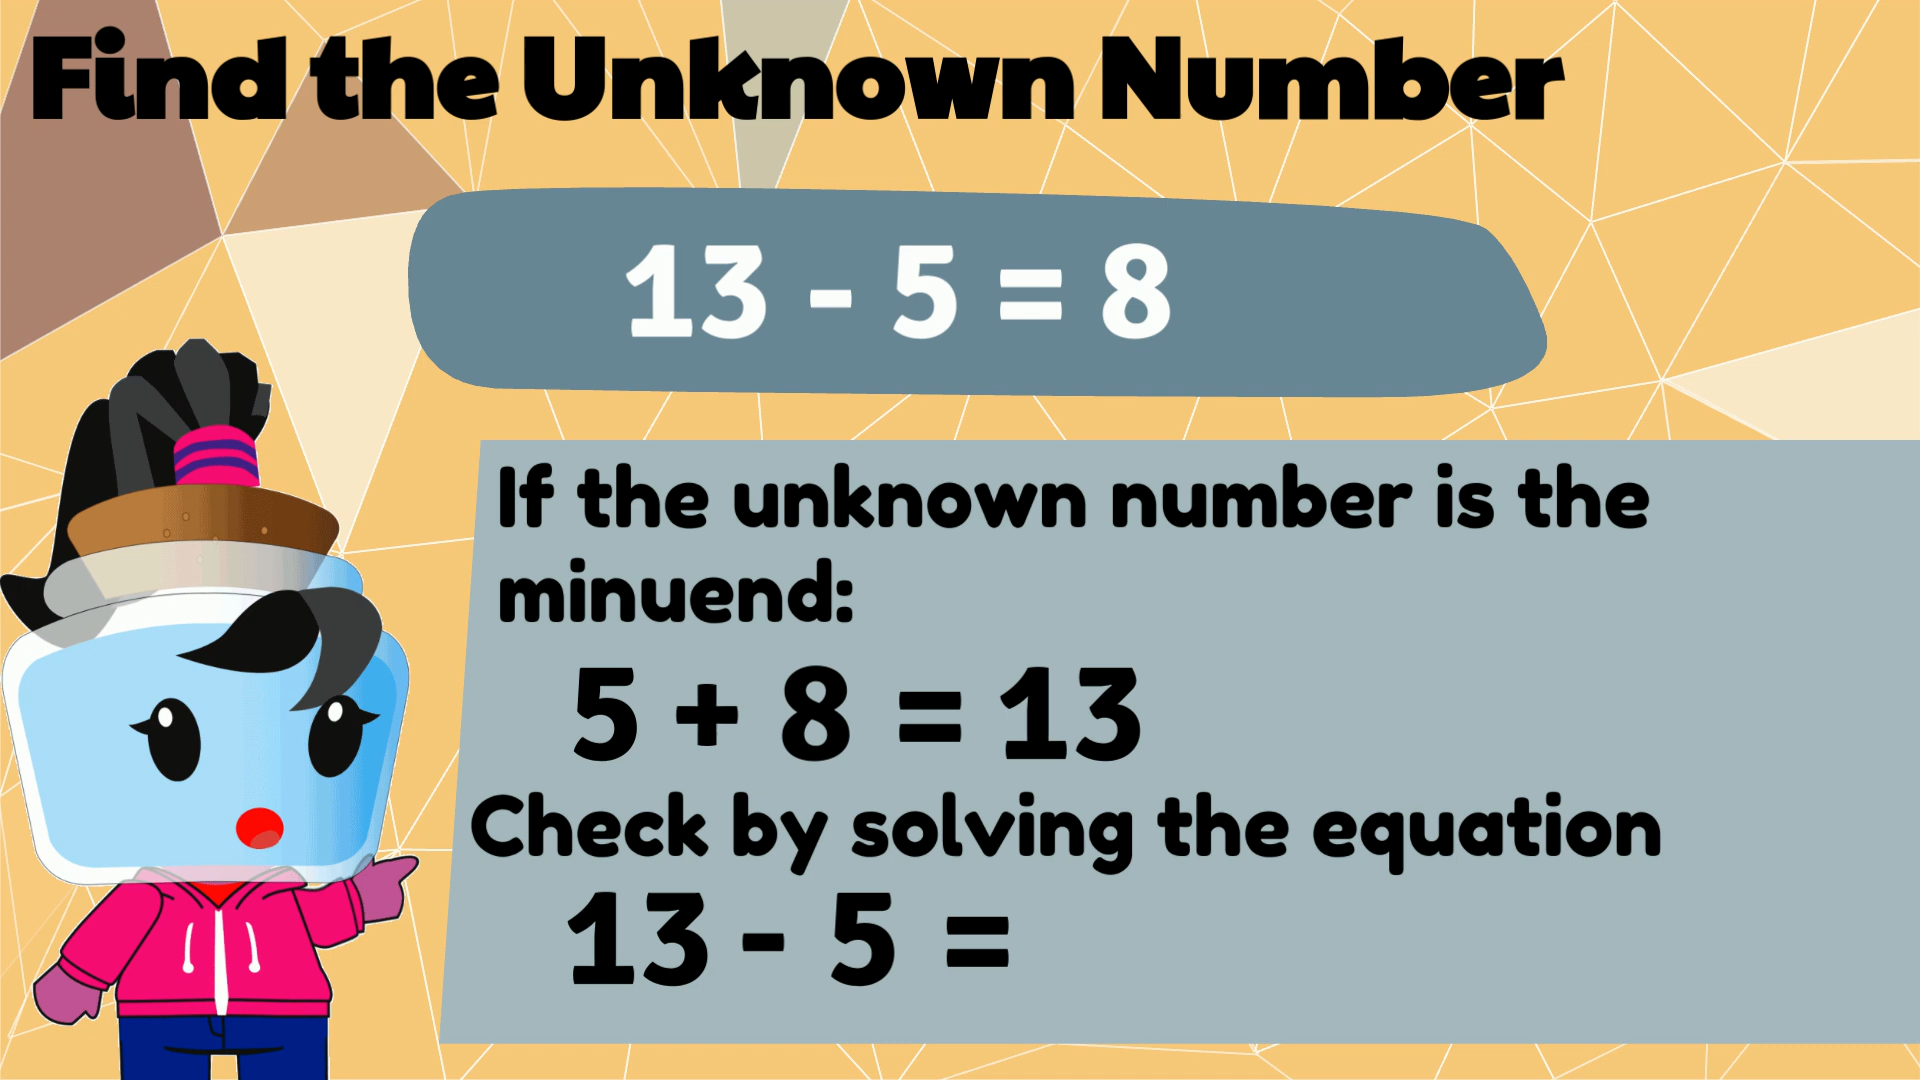 Find the Unknown Number
13 - 5 = 8
If the unknown number is the
minuend:
5 + 8 = 13
Check by solving the equation
13 - 5 =